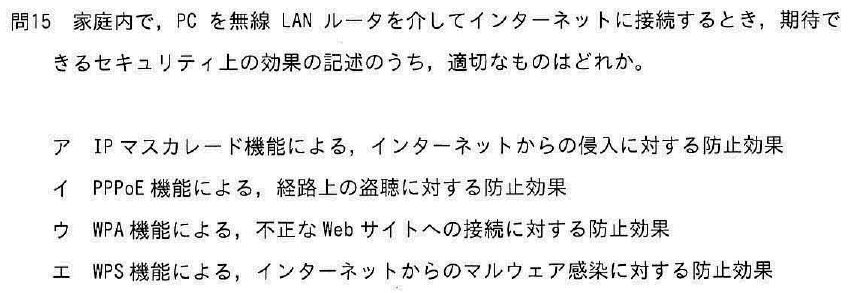 問15 家庭内で，PC を無線 LAN ルータを介してインターネットに接続するとき，期待で
きるセキュリティ上の効果の記述のうち，適切なものはどれか。
ア IP マスカレード機能による，インターネットからの侵入に対する防止効果
イ PPPoE 機能による，経路上の盗聴に対する防止効果
ウ WPA 機能による，不正な Web サイトへの接続に対する防止効果
エ WPS 機能による，インターネットからのマルウェア感染に対する防止効果